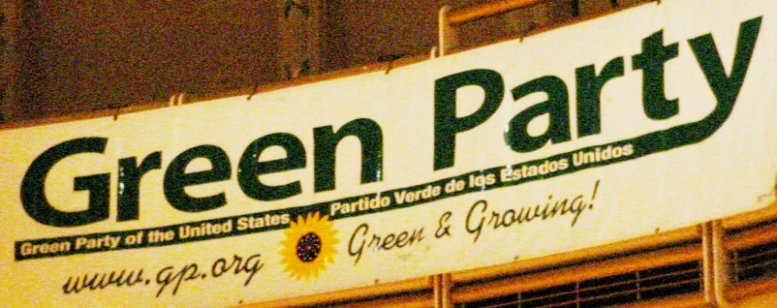 Green Party
Green Party of the United States Partido Verde de los Estados Unidos
www.gp.org Green & Growing!